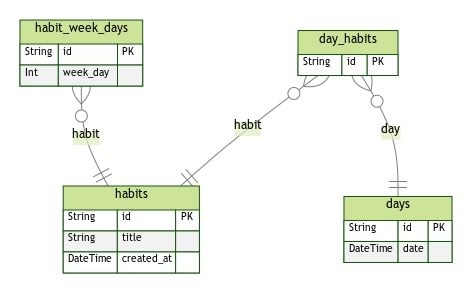 habit_week_days
String id PK
Int week_day
day_habits
String id PK
habit
habit
day
habits
String id PK
String title
DateTime created_at
days
String id PK
DateTime date